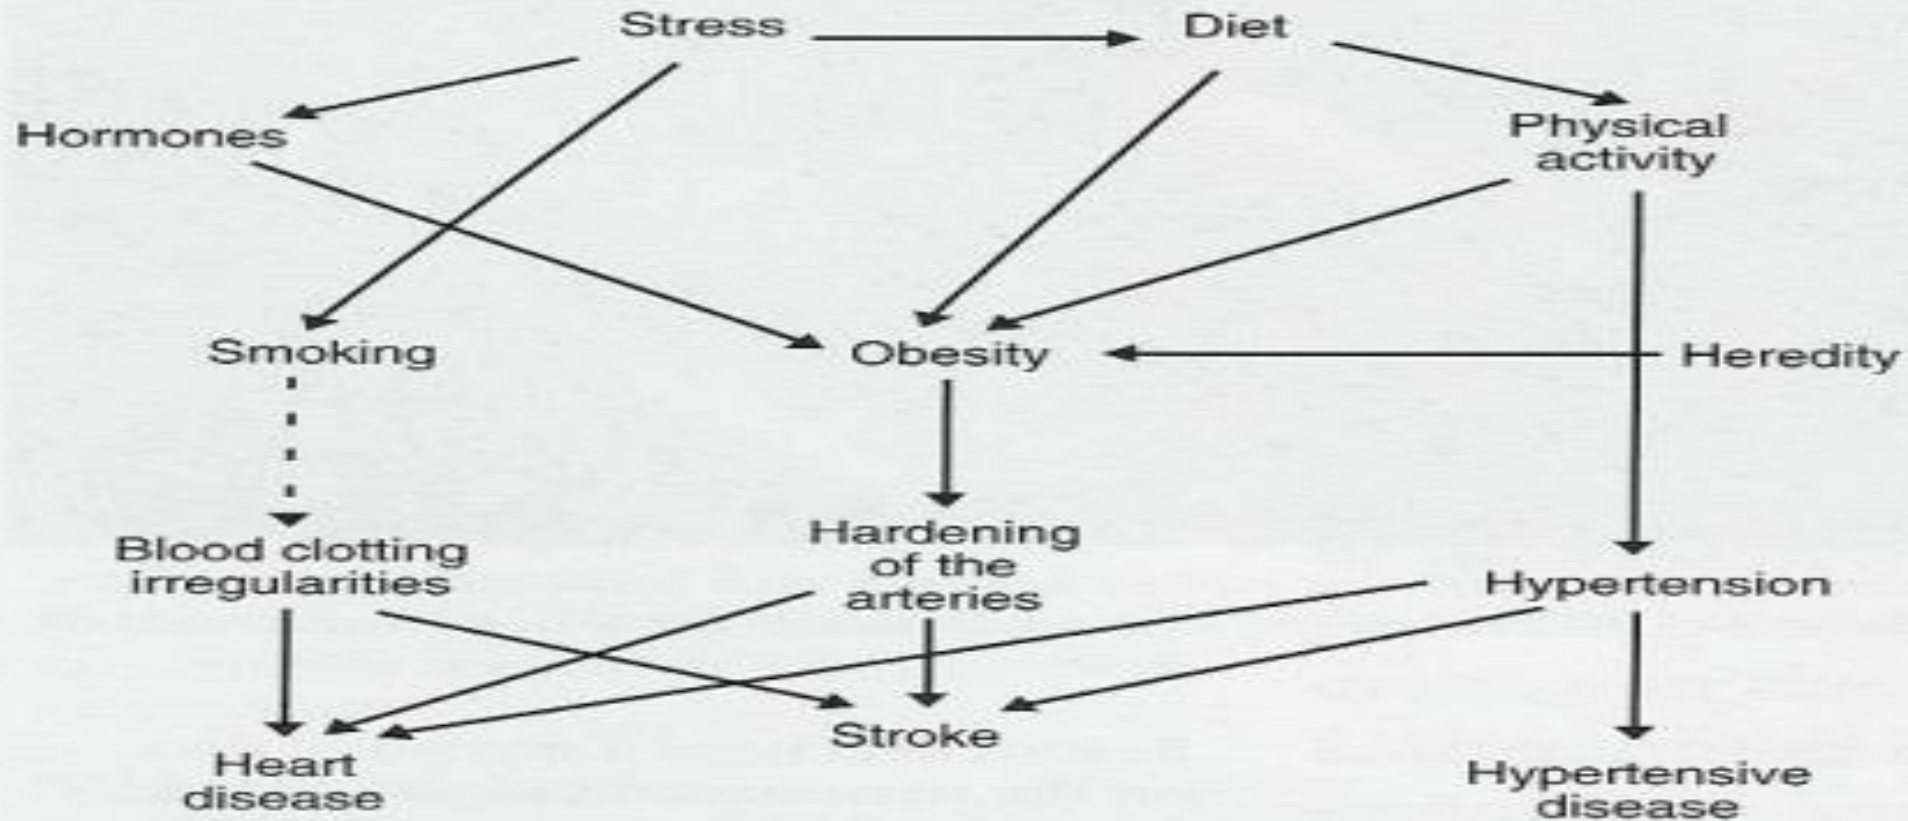 Stress
Diet
Hormones
Physical
activity
Smoking
Obesity
Heredity
Blood clotting
irregularities
Hardening
of the
arteries
Hypertension
Heart
disease
Stroke
Hypertensive
disease